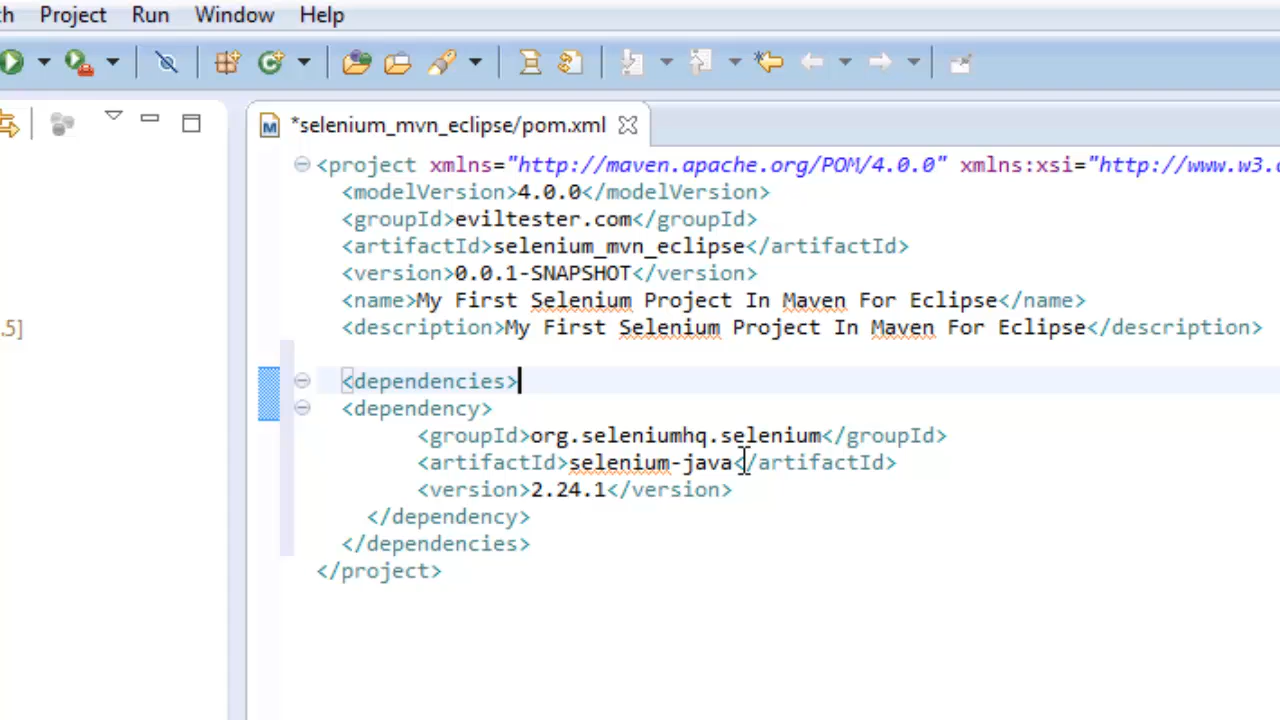 h Project Run Window Help
*selenium_mvn_eclipse/pom.xml
<project xmlns="http://maven.apache.org/POM/4.0.0" xmlns:xsi="http://www.w3.
<modelVersion>4.0.0</modelVersion>
<groupId>eviltester.com</groupId>
<artifactId>selenium_mvn_eclipse</artifactId>
<version>0.0.1-SNAPSHOT</version>
<name>My First Selenium Project In Maven For Eclipse</name>
.5]
<description>My First Selenium Project In Maven For Eclipse</description>
<dependencies>
<dependency>
<groupId>org.seleniumhq.selenium</groupId>
<artifactId>selenium-java</artifactId>
<version>2.24.1</version>
</dependency>
</dependencies>
</project>